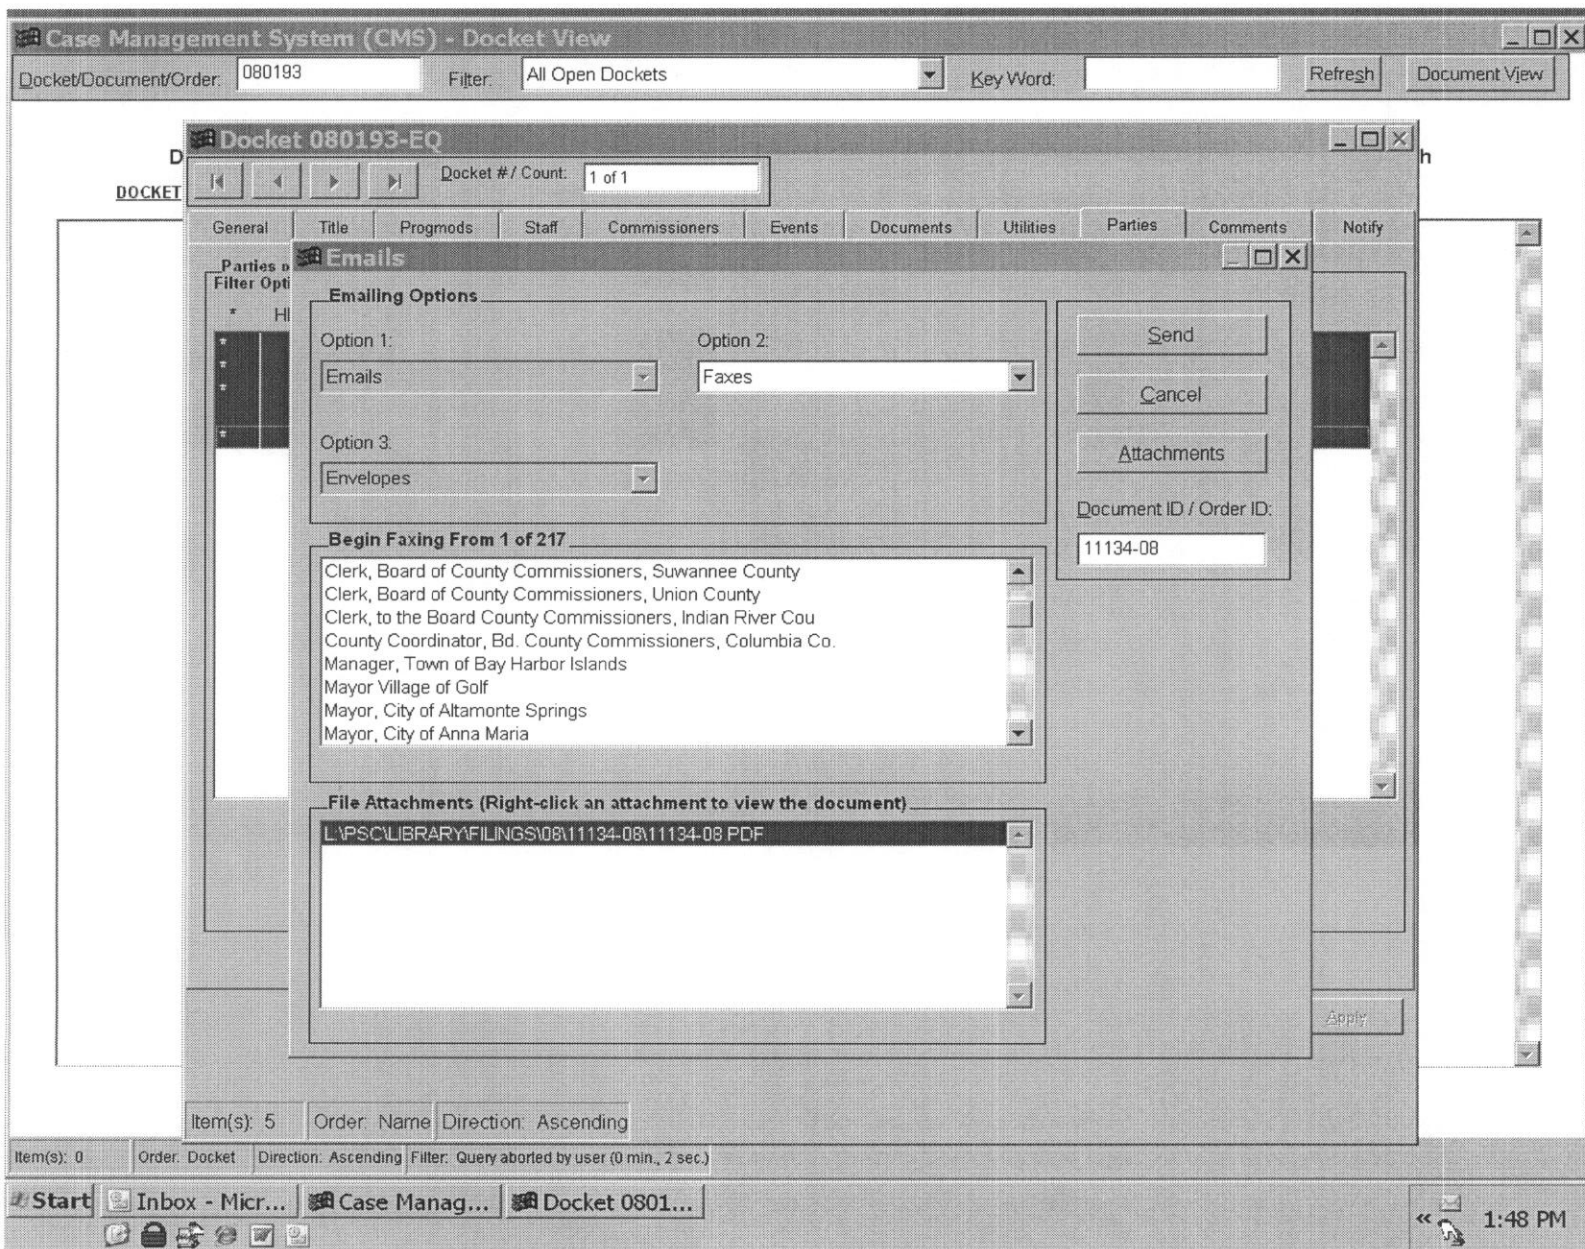 Case Management System (CMS) - Docket View
Docket/Document/Order: 080193 Filter: All Open Dockets Key Word: Refresh Document View
Docket 080193-EQ
D h
DOCKET
Docket # / Count: 1 of 1
General Title Progmods Staff Commissioners Events Documents Utilities Parties Comments Notify
Emails
Parties
Filter Opti
* H
Emailing Options
Option 1: Option 2:
Emails Faxes
Option 3:
Envelopes
Send
Cancel
Attachments
Document ID / Order ID:
11134-08
Begin Faxing From 1 of 217
Clerk, Board of County Commissioners, Suwannee County
Clerk, Board of County Commissioners, Union County
Clerk, to the Board County Commissioners, Indian River Cou
County Coordinator, Bd. County Commissioners, Columbia Co.
Manager, Town of Bay Harbor Islands
Mayor Village of Golf
Mayor, City of Altamonte Springs
Mayor, City of Anna Maria
File Attachments (Right-click an attachment to view the document)
L:\PSC\LIBRARY\FILINGS\08\11134-08\11134-08.PDF
Apply
Item(s): 5 Order: Name Direction: Ascending
Item(s): 0 Order: Docket Direction: Ascending Filter: Query aborted by user (0 min., 2 sec.)
Start Inbox - Micr... Case Manag... Docket 0801...
« 1:48 PM